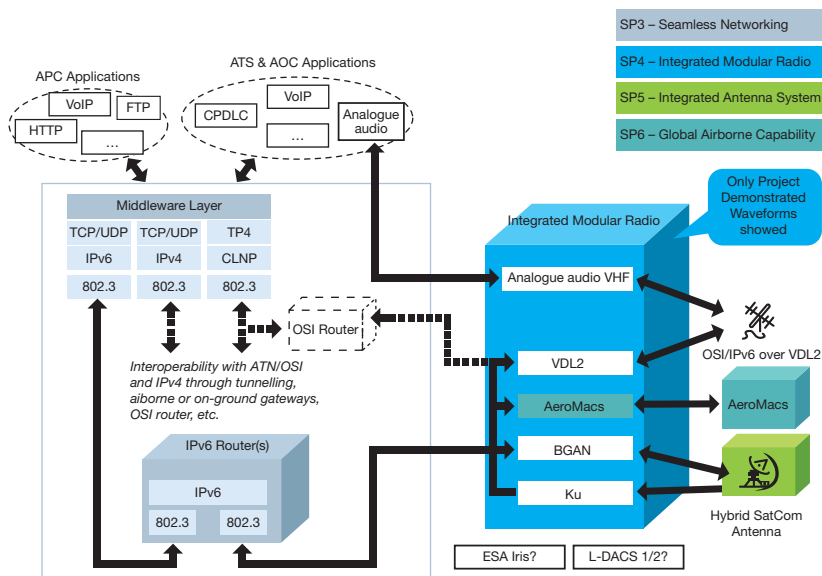 SP3 – Seamless Networking
SP4 – Integrated Modular Radio
SP5 – Integrated Antenna System
SP6 – Global Airborne Capability
APC Applications
VoIP
FTP
HTTP
...
ATS & AOC Applications
VoIP
CPDLC
...
Analogue
audio
Middleware Layer
TCP/UDP
TCP/UDP
TP4
IPv6
IPv4
CLNP
802.3
802.3
802.3
OSI Router
Interoperability with ATN/OSI
and IPv4 through tunnelling,
aiborne or on-ground gateways,
OSI router, etc.
IPv6 Router(s)
IPv6
802.3
802.3
Only Project
Demonstrated
Waveforms
showed
Integrated Modular Radio
Analogue audio VHF
VDL2
AeroMacs
BGAN
Ku
OSI/IPv6 over VDL2
AeroMacs
Hybrid SatCom
Antenna
ESA Iris?
L-DACS 1/2?